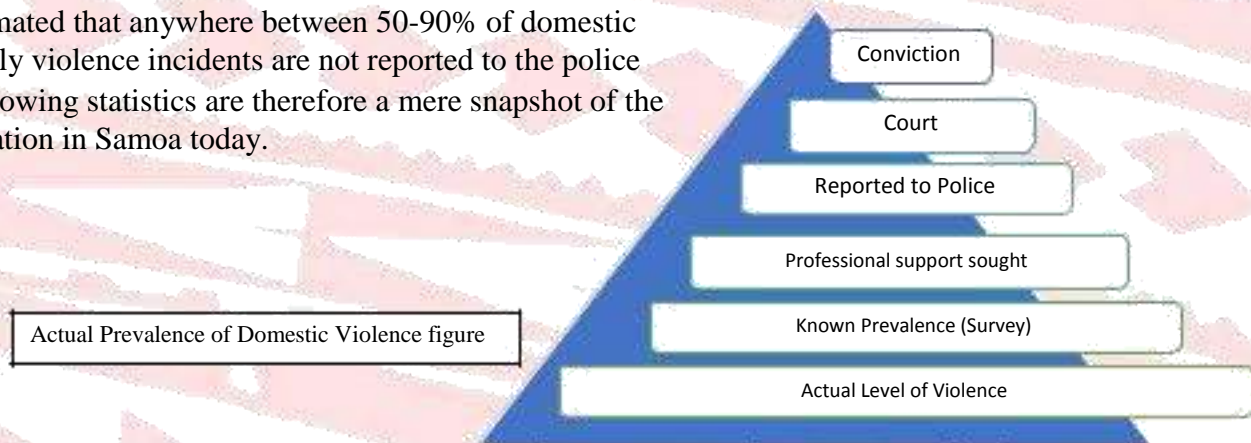 mated that anywhere between 50-90% of domestic
ly violence incidents are not reported to the police
owing statistics are therefore a mere snapshot of the
ation in Samoa today.
Conviction
Court
Reported to Police
Professional support sought
Known Prevalence (Survey)
Actual Level of Violence
Actual Prevalence of Domestic Violence figure